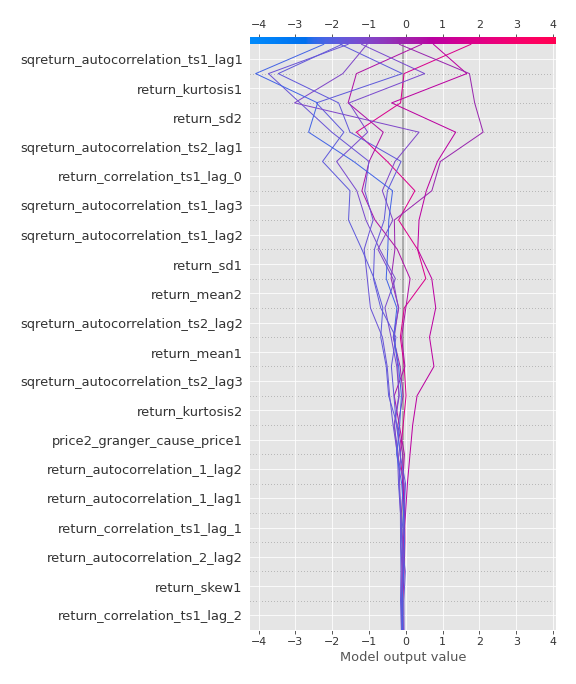 −4 −3 −2 −1 0 1 2 3 4
sqreturn_autocorrelation_ts1_lag1
return_kurtosis1
return_sd2
sqreturn_autocorrelation_ts2_lag1
return_correlation_ts1_lag_0
sqreturn_autocorrelation_ts1_lag3
sqreturn_autocorrelation_ts1_lag2
return_sd1
return_mean2
sqreturn_autocorrelation_ts2_lag2
return_mean1
sqreturn_autocorrelation_ts2_lag3
return_kurtosis2
price2_granger_cause_price1
return_autocorrelation_1_lag2
return_autocorrelation_1_lag1
return_correlation_ts1_lag_1
return_autocorrelation_2_lag2
return_skew1
return_correlation_ts1_lag_2
−4 −3 −2 −1 0 1 2 3 4
Model output value